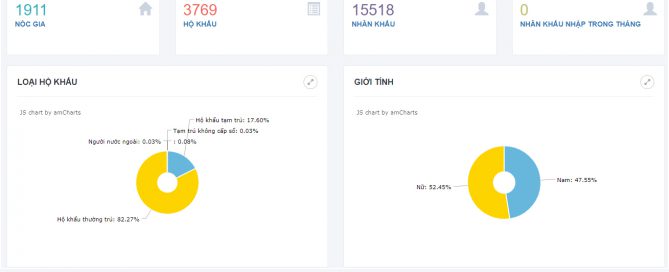 1911
NÓC GIA
3769
HỘ KHẨU
15518
NHÂN KHẨU
0
NHÂN KHẨU NHẬP TRONG THÁNG
LOẠI HỘ KHẨU
JS chart by amCharts
Hộ khẩu tạm trú: 17.60%
Tạm trú không cấp sổ: 0.03%
Người nước ngoài: 0.03%
: 0.08%
Hộ khẩu thường trú: 82.27%
GIỚI TÍNH
JS chart by amCharts
Nữ: 52.45%
Nam: 47.55%